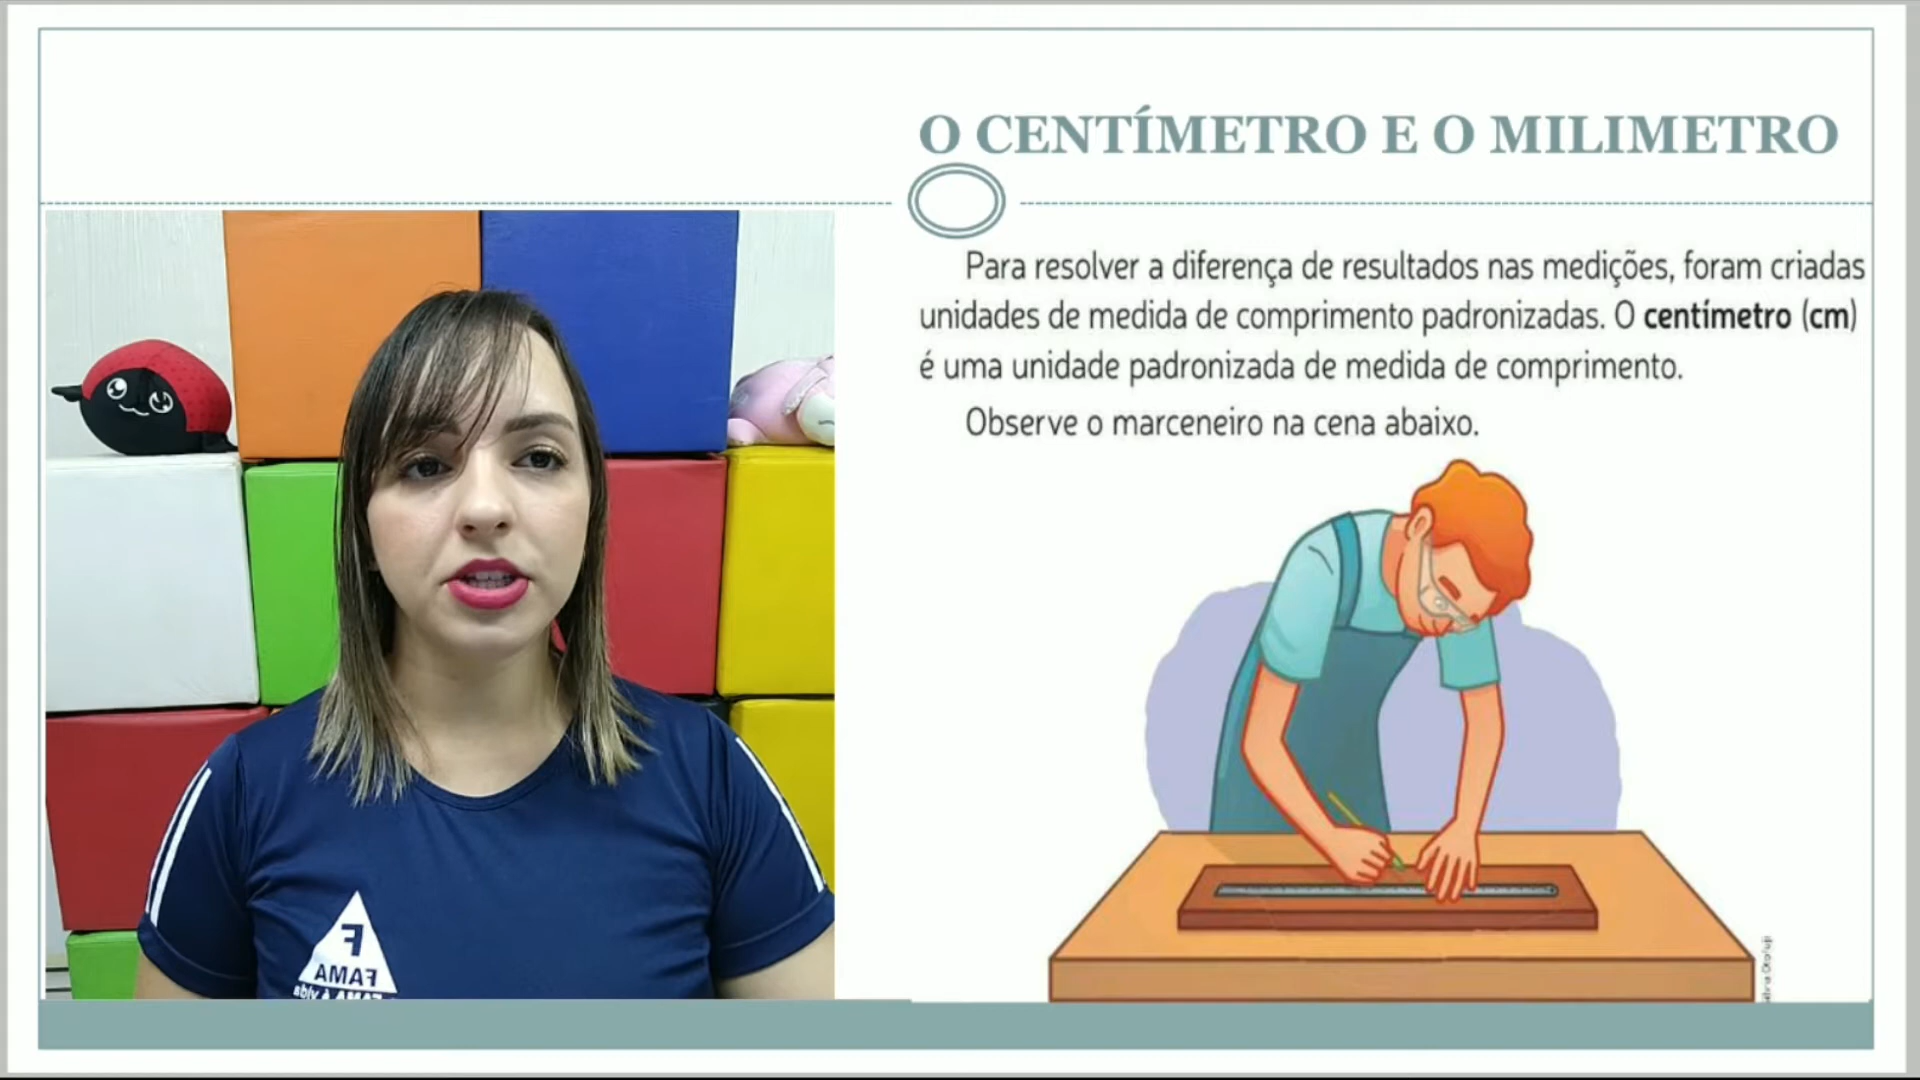 O CENTÍMETRO E O MILIMETRO
Para resolver a diferença de resultados nas medições, foram criadas
unidades de medida de comprimento padronizadas. O centímetro (cm)
é uma unidade padronizada de medida de comprimento.
Observe o marceneiro na cena abaixo.
F
FAMA